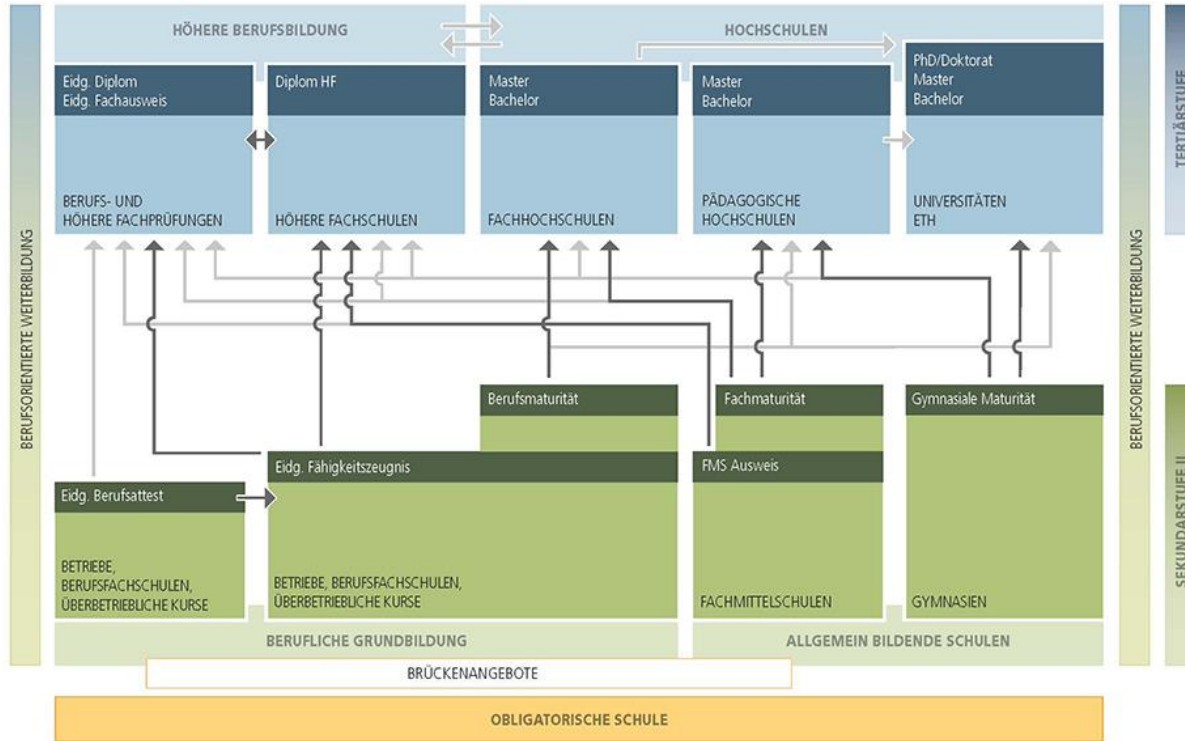 HÖHERE BERUFSBILDUNG
HOCHSCHULEN
Eidg. Diplom
Eidg. Fachausweis
BERUFS- UND
HÖHERE FACHPRÜFUNGEN
Diplom HF
HÖHERE FACHSCHULEN
Master
Bachelor
FACHHOCHSCHULEN
Master
Bachelor
PÄDAGOGISCHE
HOCHSCHULEN
PhD/Doktorat
Master
Bachelor
UNIVERSITÄTEN
ETH
TERTIÄRSTUFE
BERUFSORIENTIERTE WEITERBILDUNG
BERUFSORIENTIERTE WEITERBILDUNG
Berufsmaturität
Fachmaturität
Gymnasiale Maturität
Eidg. Fähigkeitszeugnis
FMS Ausweis
Eidg. Berufsattest
BETRIEBE,
BERUFSFACHSCHULEN,
ÜBERBETRIEBLICHE KURSE
BETRIEBE, BERUFSFACHSCHULEN,
ÜBERBETRIEBLICHE KURSE
FACHMITTELSCHULEN
GYMNASIEN
SEKUNDARSTUFE II
BERUFLICHE GRUNDBILDUNG
ALLGEMEIN BILDENDE SCHULEN
BRÜCKENANGEBOTE
OBLIGATORISCHE SCHULE